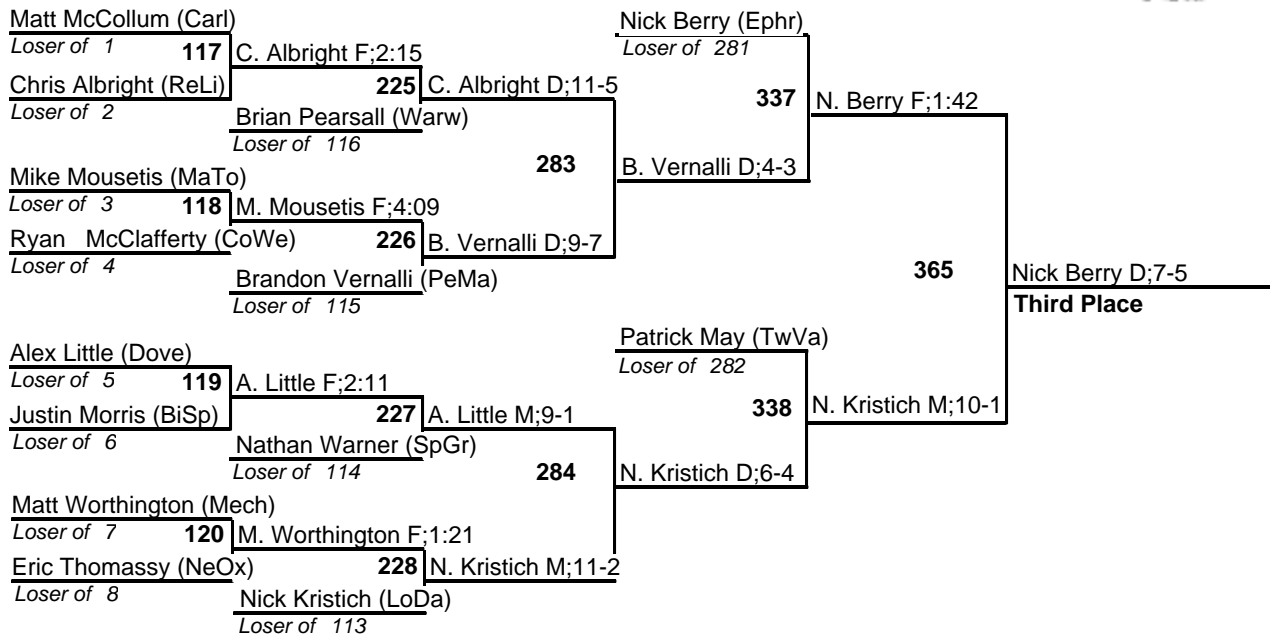 Matt McCollum (Carl)
Loser of 1
117
C. Albright F;2:15
Chris Albright (ReLi)
Loser of 2
225
C. Albright D;11-5
Brian Pearsall (Warw)
Loser of 116
283
B. Vernalli D;4-3
Mike Mousetis (MaTo)
Loser of 3
118
M. Mousetis F;4:09
Ryan McClafferty (CoWe)
Loser of 4
226
B. Vernalli D;9-7
Brandon Vernalli (PeMa)
Loser of 115
Nick Berry (Ephr)
Loser of 281
337
N. Berry F;1:42
365
Nick Berry D;7-5
Third Place
Alex Little (Dove)
Loser of 5
119
A. Little F;2:11
Justin Morris (BiSp)
Loser of 6
227
A. Little M;9-1
Nathan Warner (SpGr)
Loser of 114
284
N. Kristich D;6-4
Matt Worthington (Mech)
Loser of 7
120
M. Worthington F;1:21
Eric Thomassy (NeOx)
Loser of 8
228
N. Kristich M;11-2
Nick Kristich (LoDa)
Loser of 113
Patrick May (TwVa)
Loser of 282
338
N. Kristich M;10-1